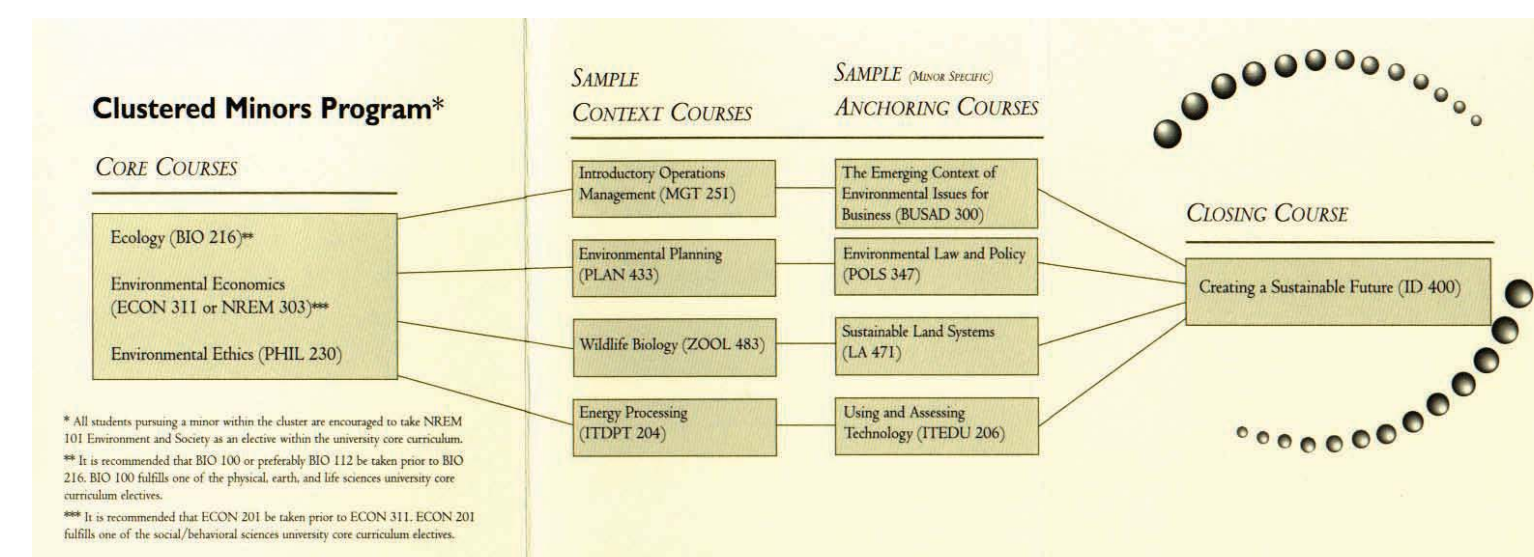 Clustered Minors Program*
CORE COURSES
Ecology (BIO 216)**
Environmental Economics
(ECON 311 or NREM 303)***
Environmental Ethics (PHIL 230)
* All students pursuing a minor within the cluster are encouraged to take NREM
101 Environment and Society as an elective within the university core curriculum.
** It is recommended that BIO 100 or preferably BIO 112 be taken prior to BIO
216. BIO 100 fulfills one of the physical, earth, and life sciences university core
curriculum electives.
*** It is recommended that ECON 201 be taken prior to ECON 311. ECON 201
fulfills one of the social/behavioral sciences university core curriculum electives.
SAMPLE
CONTEXT COURSES
Introductory Operations
Management (MGT 251)
Environmental Planning
(PLAN 433)
Wildlife Biology (ZOOL 483)
Energy Processing
(ITDPT 204)
SAMPLE (MINOR SPECIFIC)
ANCHORING COURSES
The Emerging Context of
Environmental Issues for
Business (BUSAD 300)
Environmental Law and Policy
(POLS 347)
Sustainable Land Systems
(LA 471)
Using and Assessing
Technology (ITEDU 206)
CLOSING COURSE
Creating a Sustainable Future (ID 400)